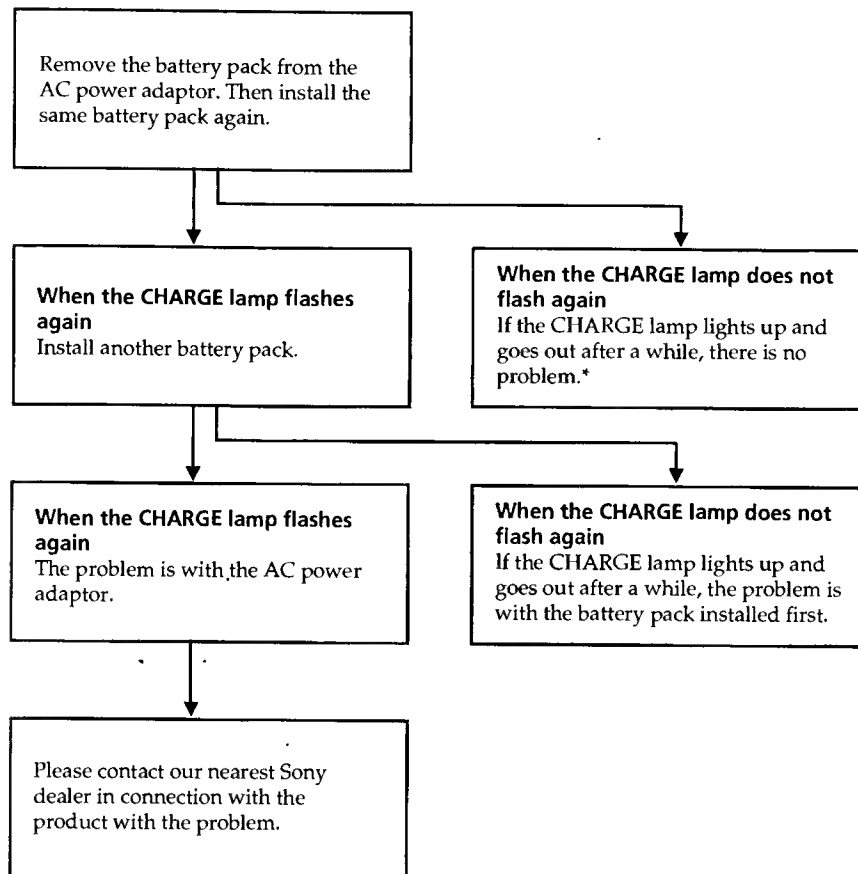 Remove the battery pack from the
AC power adaptor. Then install the
same battery pack again.
When the CHARGE lamp flashes
again
Install another battery pack.
When the CHARGE lamp does not
flash again
If the CHARGE lamp lights up and
goes out after a while, there is no
problem.*
When the CHARGE lamp flashes
again
The problem is with the AC power
adaptor.
When the CHARGE lamp does not
flash again
If the CHARGE lamp lights up and
goes out after a while, the problem is
with the battery pack installed first.
Please contact our nearest Sony
dealer in connection with the
product with the problem.